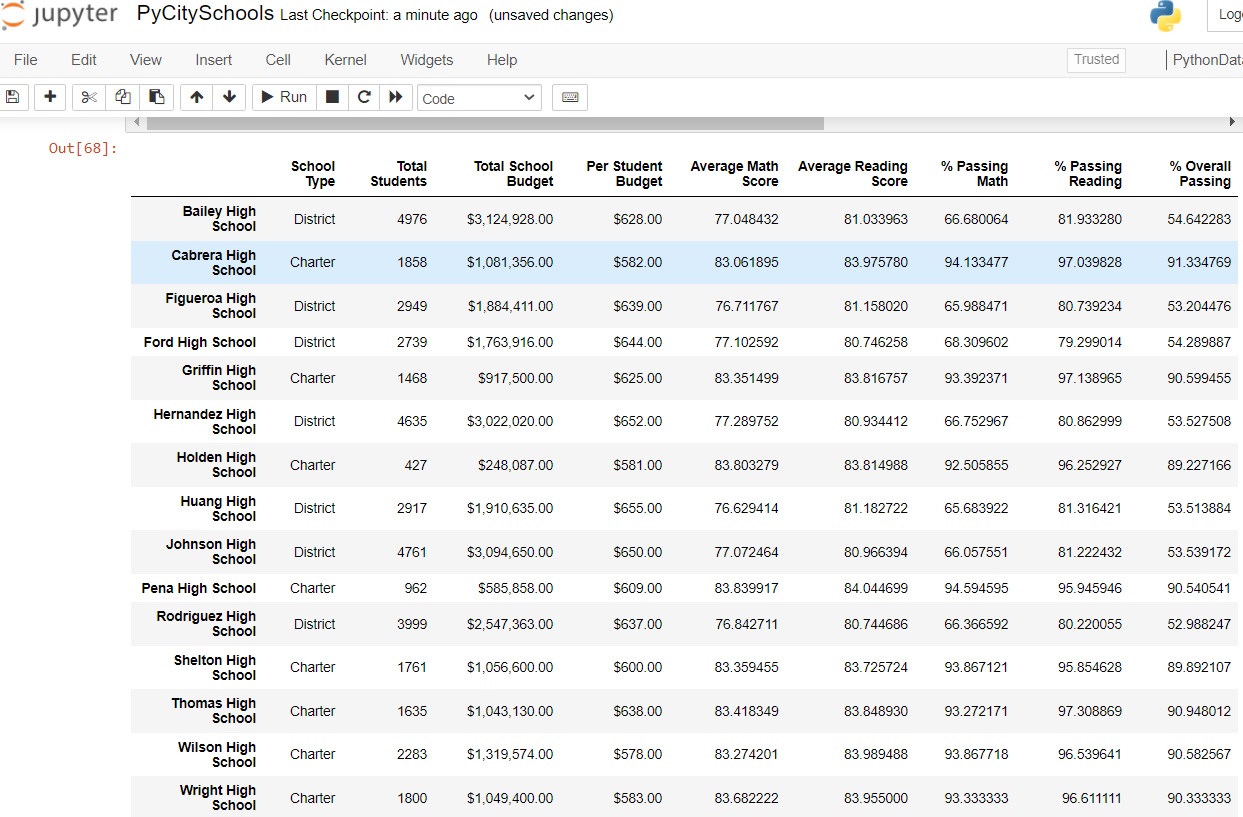 jupyter PyCitySchools Last Checkpoint: a minute ago (unsaved changes)
File Edit View Insert Cell Kernel Widgets Help Trusted PythonData
Run Code
Out[68]:
School Type Total Students Total School Budget Per Student Budget Average Math Score Average Reading Score % Passing Math % Passing Reading % Overall Passing
Bailey High School District 4976 $3,124,928.00 $628.00 77.048432 81.033963 66.680064 81.933280 54.642283
Cabrera High School Charter 1858 $1,081,356.00 $582.00 83.061895 83.975780 94.133477 97.039828 91.334769
Figueroa High School District 2949 $1,884,411.00 $639.00 76.711767 81.158020 65.988471 80.739234 53.204476
Ford High School District 2739 $1,763,916.00 $644.00 77.102592 80.746258 68.309602 79.299014 54.289887
Griffin High School Charter 1468 $917,500.00 $625.00 83.351499 83.816757 93.392371 97.138965 90.599455
Hernandez High School District 4635 $3,022,020.00 $652.00 77.289752 80.934412 66.752967 80.862999 53.527508
Holden High School Charter 427 $248,087.00 $581.00 83.803279 83.814988 92.505855 96.252927 89.227166
Huang High School District 2917 $1,910,635.00 $655.00 76.629414 81.182722 65.683922 81.316421 53.513884
Johnson High School District 4761 $3,094,650.00 $650.00 77.072464 80.966394 66.057551 81.222432 53.539172
Pena High School Charter 962 $585,858.00 $609.00 83.839917 84.044699 94.594595 95.945946 90.540541
Rodriguez High School District 3999 $2,547,363.00 $637.00 76.842711 80.744686 66.366592 80.220055 52.988247
Shelton High School Charter 1761 $1,056,600.00 $600.00 83.359455 83.725724 93.867121 95.854628 89.892107
Thomas High School Charter 1635 $1,043,130.00 $638.00 83.418349 83.848930 93.272171 97.308869 90.948012
Wilson High School Charter 2283 $1,319,574.00 $578.00 83.274201 83.989488 93.867718 96.539641 90.582567
Wright High School Charter 1800 $1,049,400.00 $583.00 83.682222 83.955000 93.333333 96.611111 90.333333